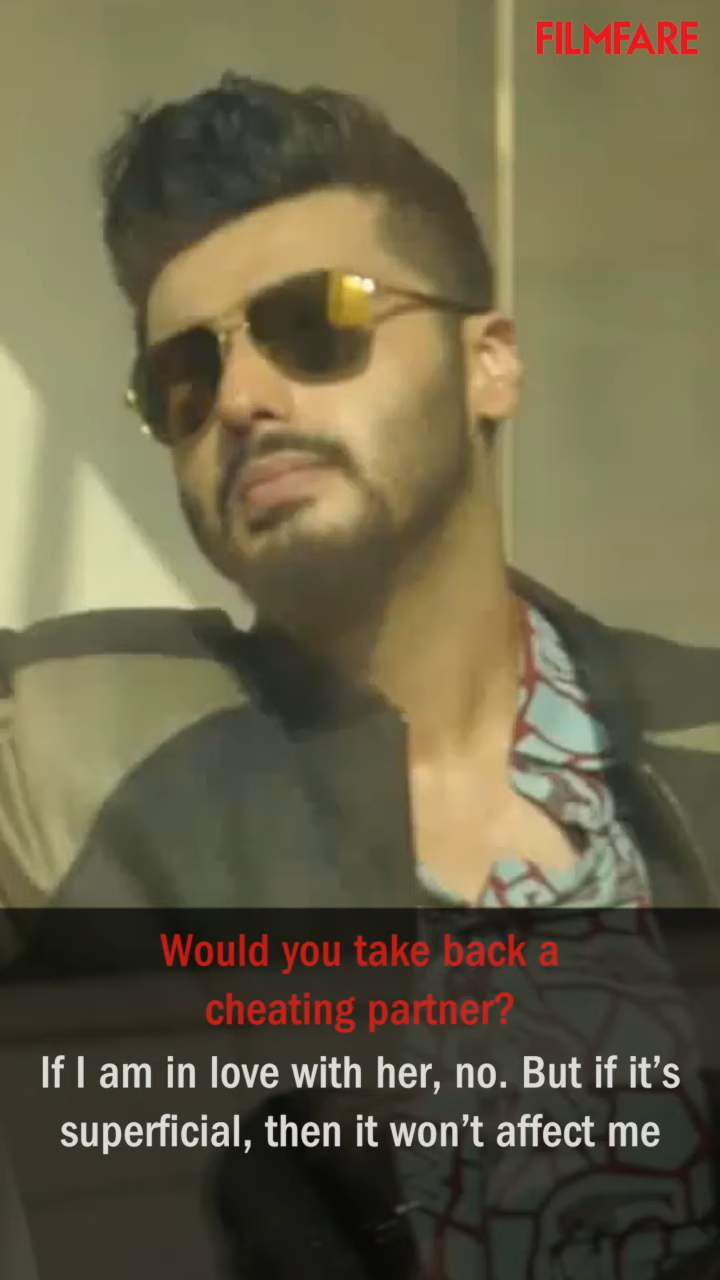 FILMFARE
Would you take back a
cheating partner?
If I am in love with her, no. But if it’s
superficial, then it won’t affect me